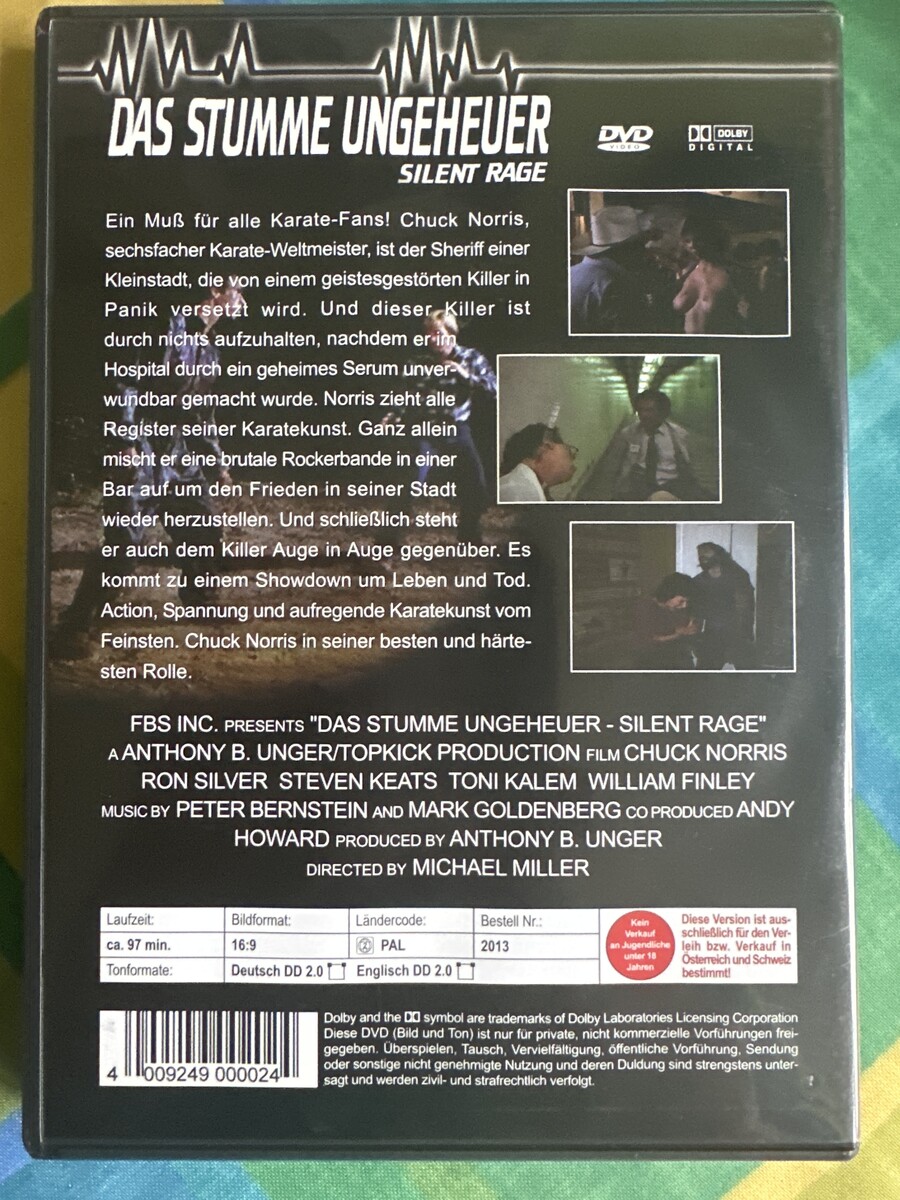 DAS STUMME UNGEHEUER
SILENT RAGE
DVD
VIDEO
DOLBY
DIGITAL
Ein Muß für alle Karate-Fans! Chuck Norris,
sechsfacher Karate-Weltmeister, ist der Sheriff einer
Kleinstadt, die von einem geistesgestörten Killer in
Panik versetzt wird. Und dieser Killer ist
durch nichts aufzuhalten, nachdem er im
Hospital durch ein geheimes Serum unver-
wundbar gemacht wurde. Norris zieht alle
Register seiner Karatekunst. Ganz allein
mischt er eine brutale Rockerbande in einer
Bar auf um den Frieden in seiner Stadt
wieder herzustellen. Und schließlich steht
er auch dem Killer Auge in Auge gegenüber. Es
kommt zu einem Showdown um Leben und Tod.
Action, Spannung und aufregende Karatekunst vom
Feinsten. Chuck Norris in seiner besten und härte-
sten Rolle.
FBS INC. PRESENTS "DAS STUMME UNGEHEUER - SILENT RAGE"
A ANTHONY B. UNGER/TOPKICK PRODUCTION FILM CHUCK NORRIS
RON SILVER STEVEN KEATS TONI KALEM WILLIAM FINLEY
MUSIC BY PETER BERNSTEIN AND MARK GOLDENBERG CO PRODUCED ANDY
HOWARD PRODUCED BY ANTHONY B. UNGER
DIRECTED BY MICHAEL MILLER
Laufzeit: Bildformat: Ländercode: Bestell Nr.:
ca. 97 min. 16:9 2 PAL 2013
Tonformate: Deutsch DD 2.0 Englisch DD 2.0
Kein
Verkauf
an Jugendliche
unter 18
Jahren
Diese Version ist aus-
schließlich für den Ver-
leih bzw. Verkauf in
Österreich und Schweiz
bestimmt!
4 009249 000024
Dolby and the DD symbol are trademarks of Dolby Laboratories Licensing Corporation
Diese DVD (Bild und Ton) ist nur für private, nicht kommerzielle Vorführungen frei-
gegeben. Überspielen, Tausch, Vervielfältigung, öffentliche Vorführung, Sendung
oder sonstige nicht genehmigte Nutzung und deren Duldung sind strengstens unter-
sagt und werden zivil- und strafrechtlich verfolgt.